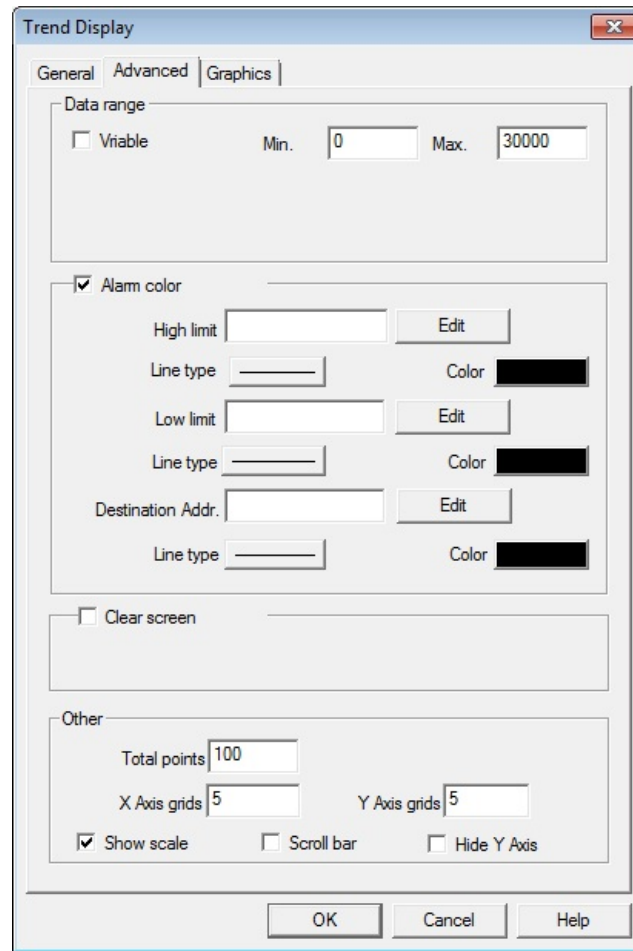 Trend Display
General Advanced Graphics
Data range
Vriable Min. 0 Max. 30000
Alarm color
High limit Edit
Line type Color
Low limit Edit
Line type Color
Destination Addr. Edit
Line type Color
Clear screen
Other
Total points 100
X Axis grids 5 Y Axis grids 5
Show scale Scroll bar Hide Y Axis
OK Cancel Help